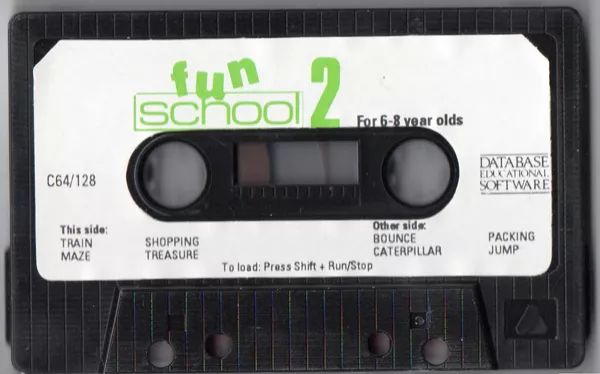 fun
school 2
For 6-8 year olds
C64/128
DATABASE
EDUCATIONAL
SOFTWARE
This side:
TRAIN SHOPPING
MAZE TREASURE
Other side:
BOUNCE PACKING
CATERPILLAR JUMP
To load: Press Shift + Run/Stop